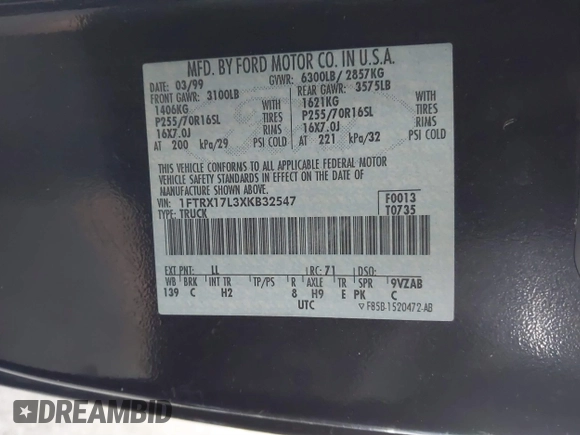 MFD. BY FORD MOTOR CO. IN U.S.A.
DATE: 03/99 GVWR: 6300LB/ 2857KG
FRONT GAWR: 3100LB REAR GAWR: 3575LB
1406KG 1621KG
P255/70R16SL TIRES P255/70R16SL TIRES
16X7.0J RIMS 16X7.0J RIMS
AT 200 kPa/29 PSI COLD AT 221 kPa/32 PSI COLD
THIS VEHICLE CONFORMS TO ALL APPLICABLE FEDERAL MOTOR
VEHICLE SAFETY STANDARDS IN EFFECT ON THE DATE OF
MANUFACTURE SHOWN ABOVE.
VIN: 1FTRX17L3XKB32547 F0013
TYPE: TRUCK T0735
EXT PNT: LL RC: 71 DSO:
WB BRK INT TR TP/PS R AXLE TR SPR 9VZAB
139 C H2 8 H9 E PK C
UTC ▽ F85B-1520472-AB
DREAMBID